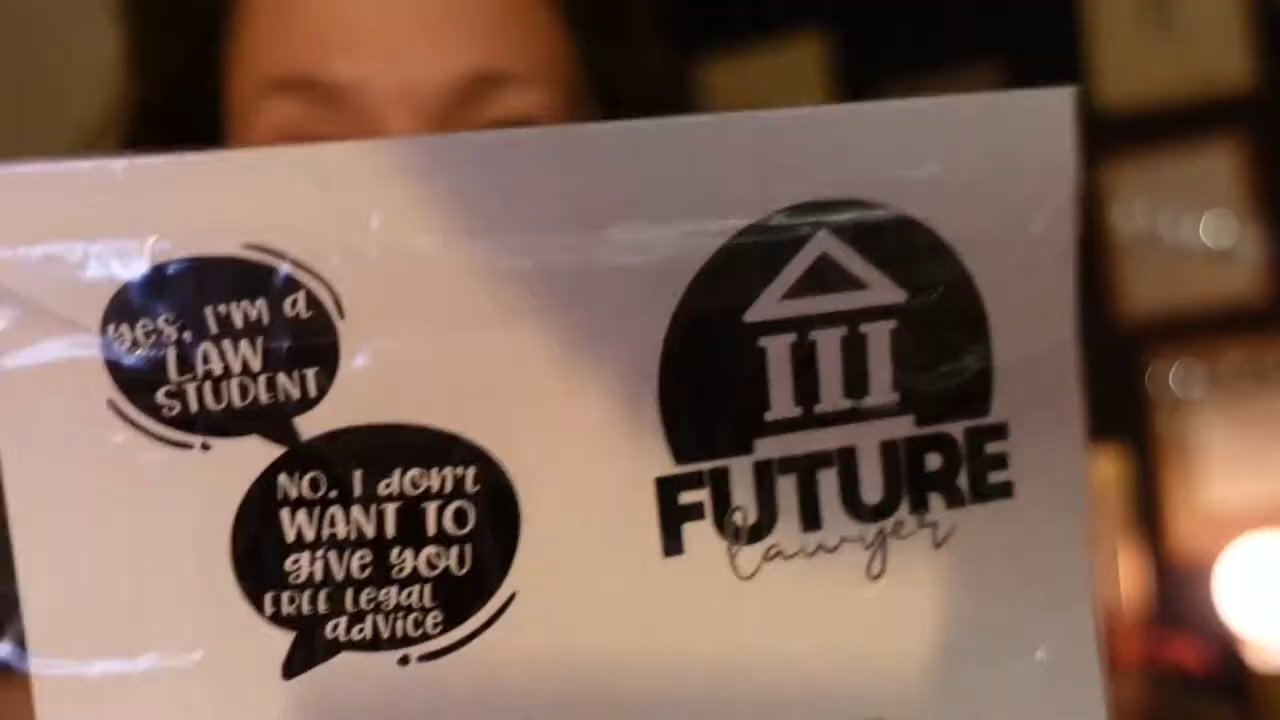 yes, I'm a
LAW
STUDENT
NO. I don't
WANT TO
give you
FREE Legal
advice
FUTURE
lawyer